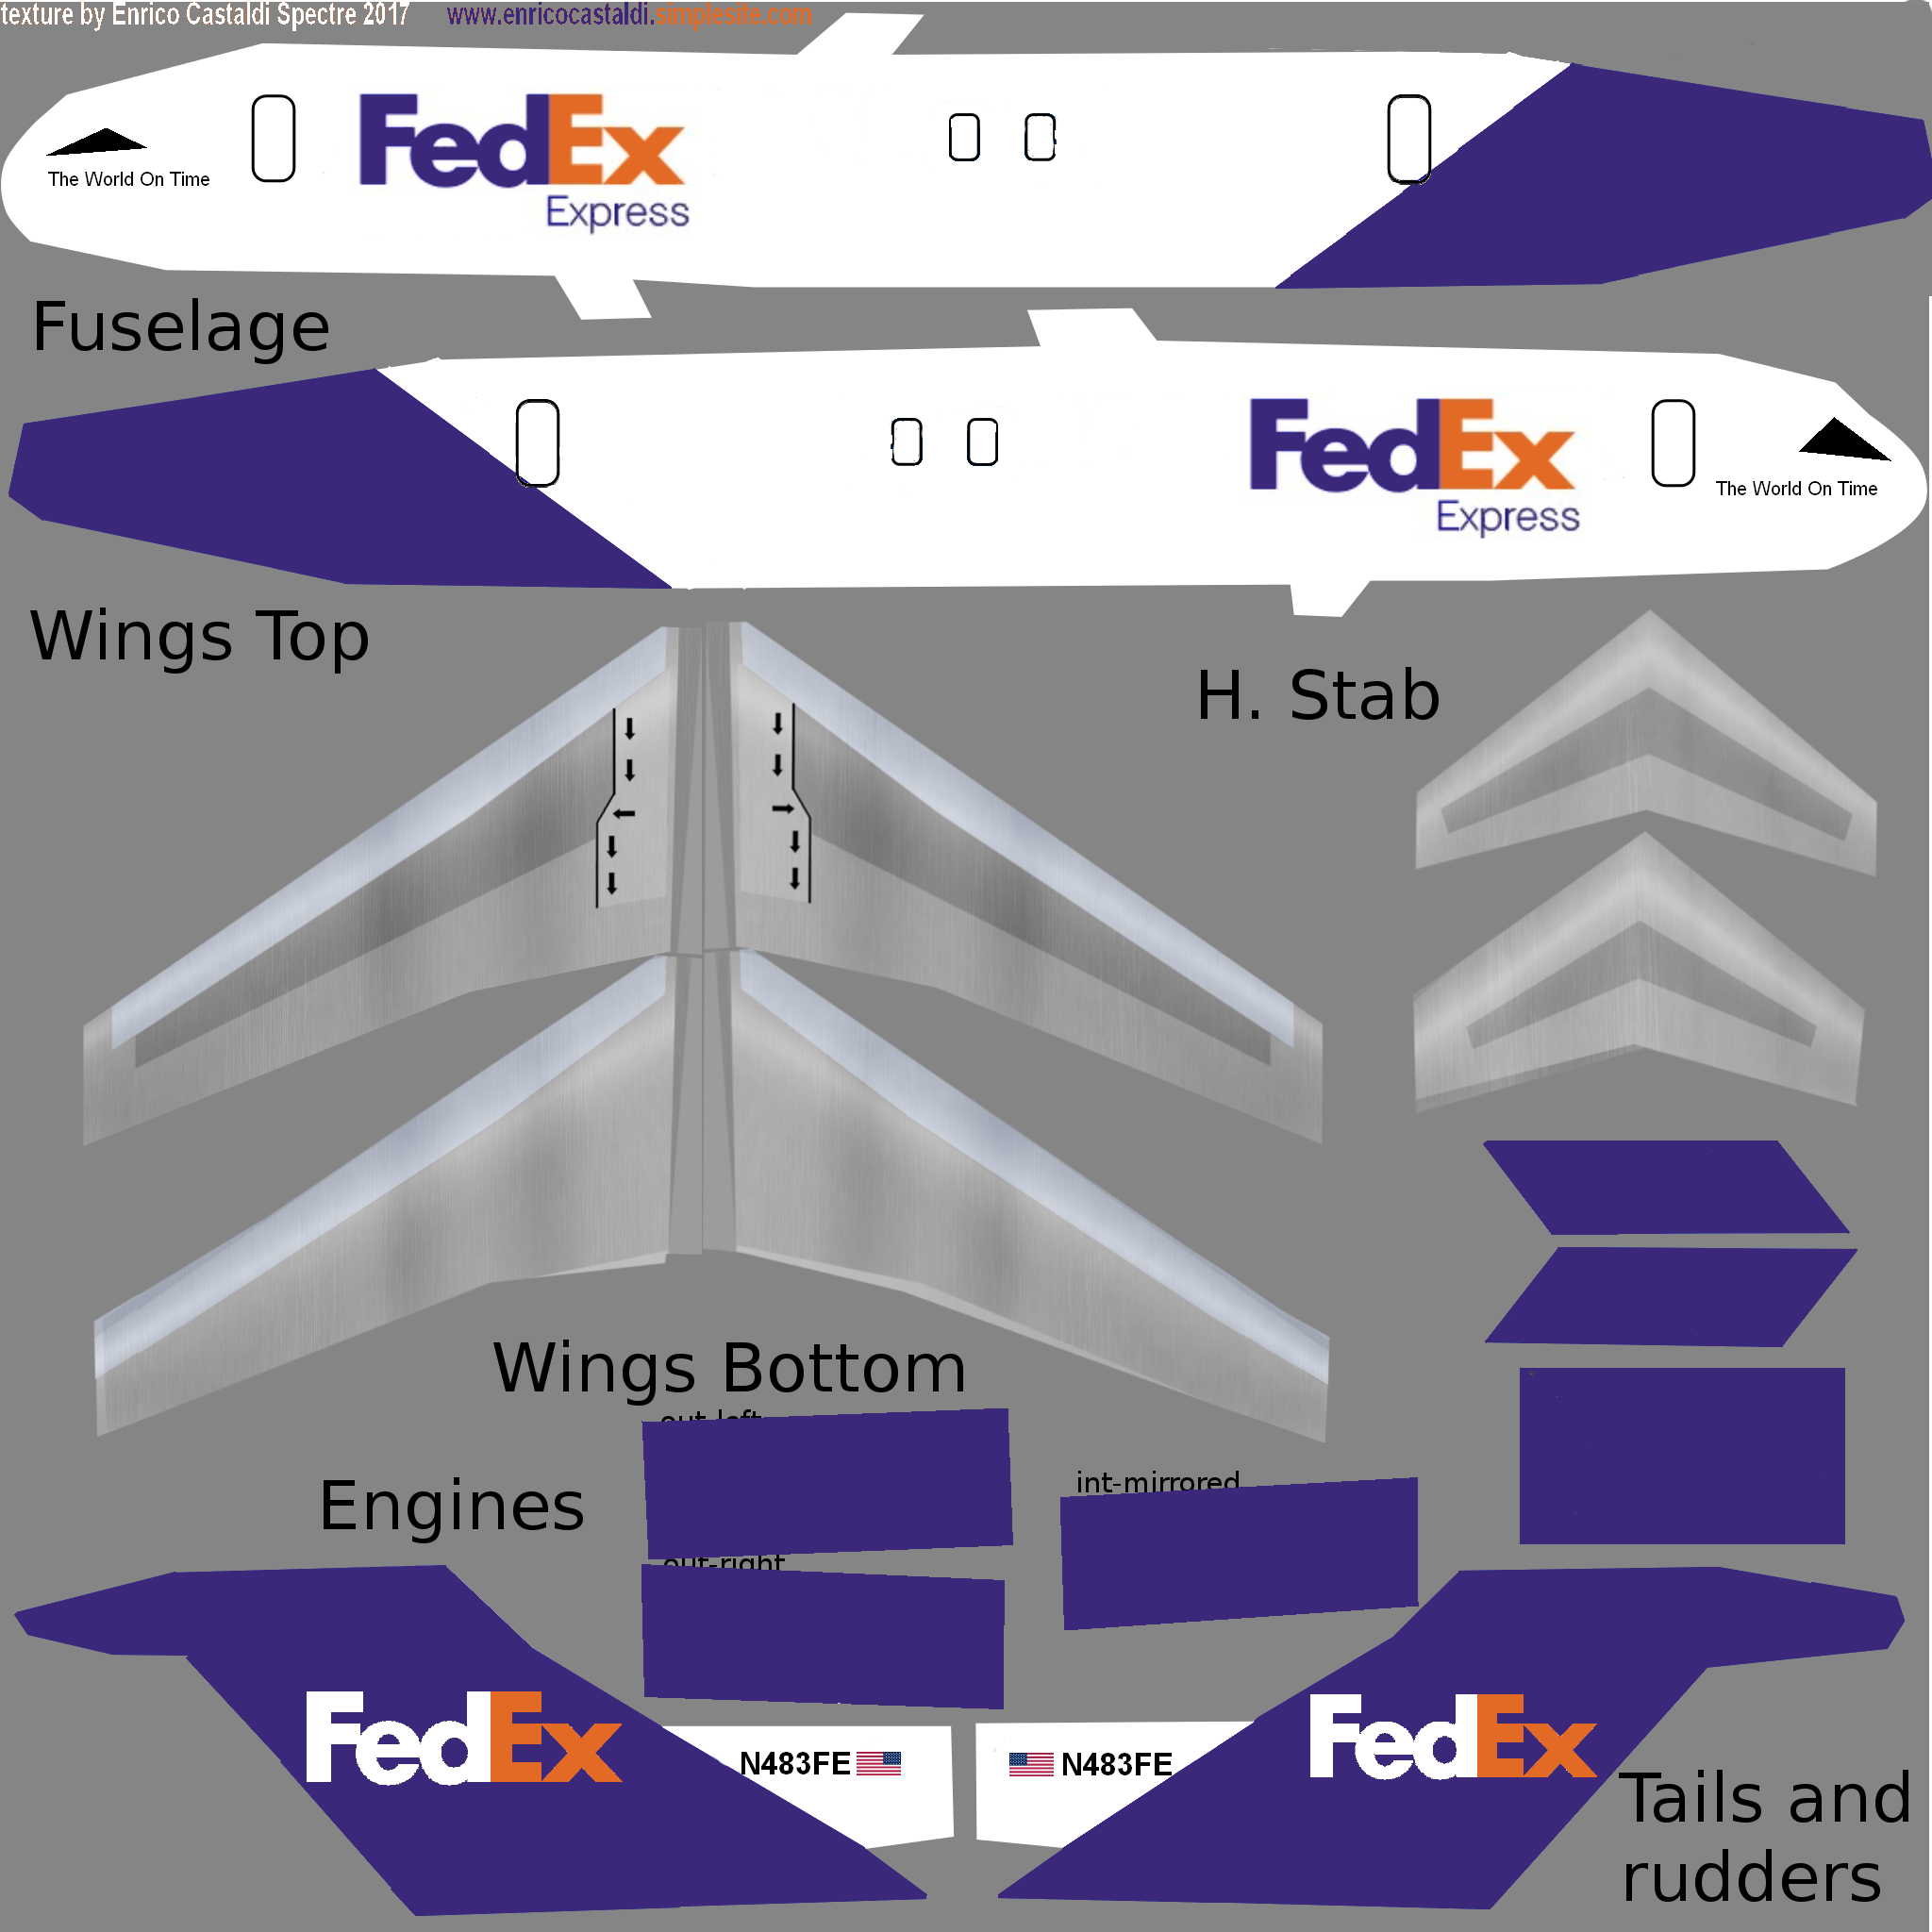 texture by Enrico Castaldi Spectre 2017 www.enricocastaldi.simplesite.com
FedEx
Express
The World On Time
Fuselage
FedEx
Express
The World On Time
Wings Top
H. Stab
Wings Bottom
out-left
Engines
int-mirrored
out-right
FedEx
FedEx
N483FE
N483FE
Tails and
rudders